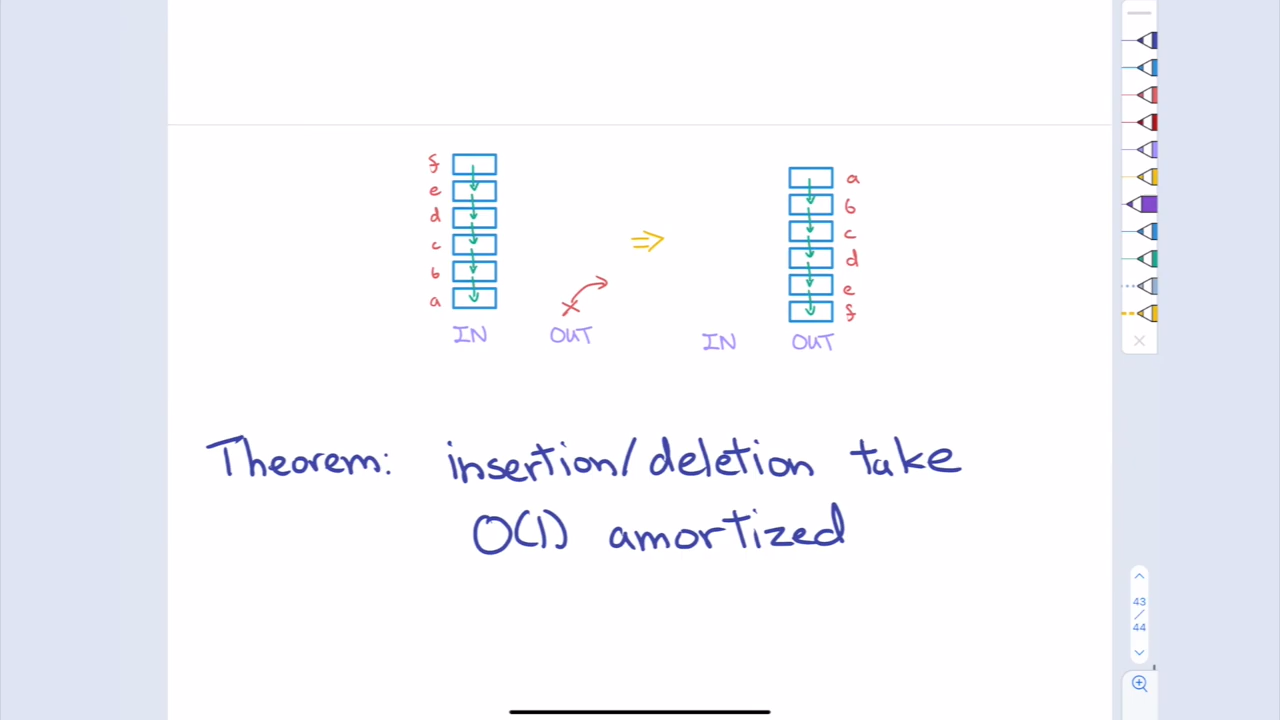 f
e
d
c
b
a
IN
OUT
⇒
a
b
c
d
e
f
IN
OUT
Theorem: insertion/deletion take
O(1) amortized
43
/
44